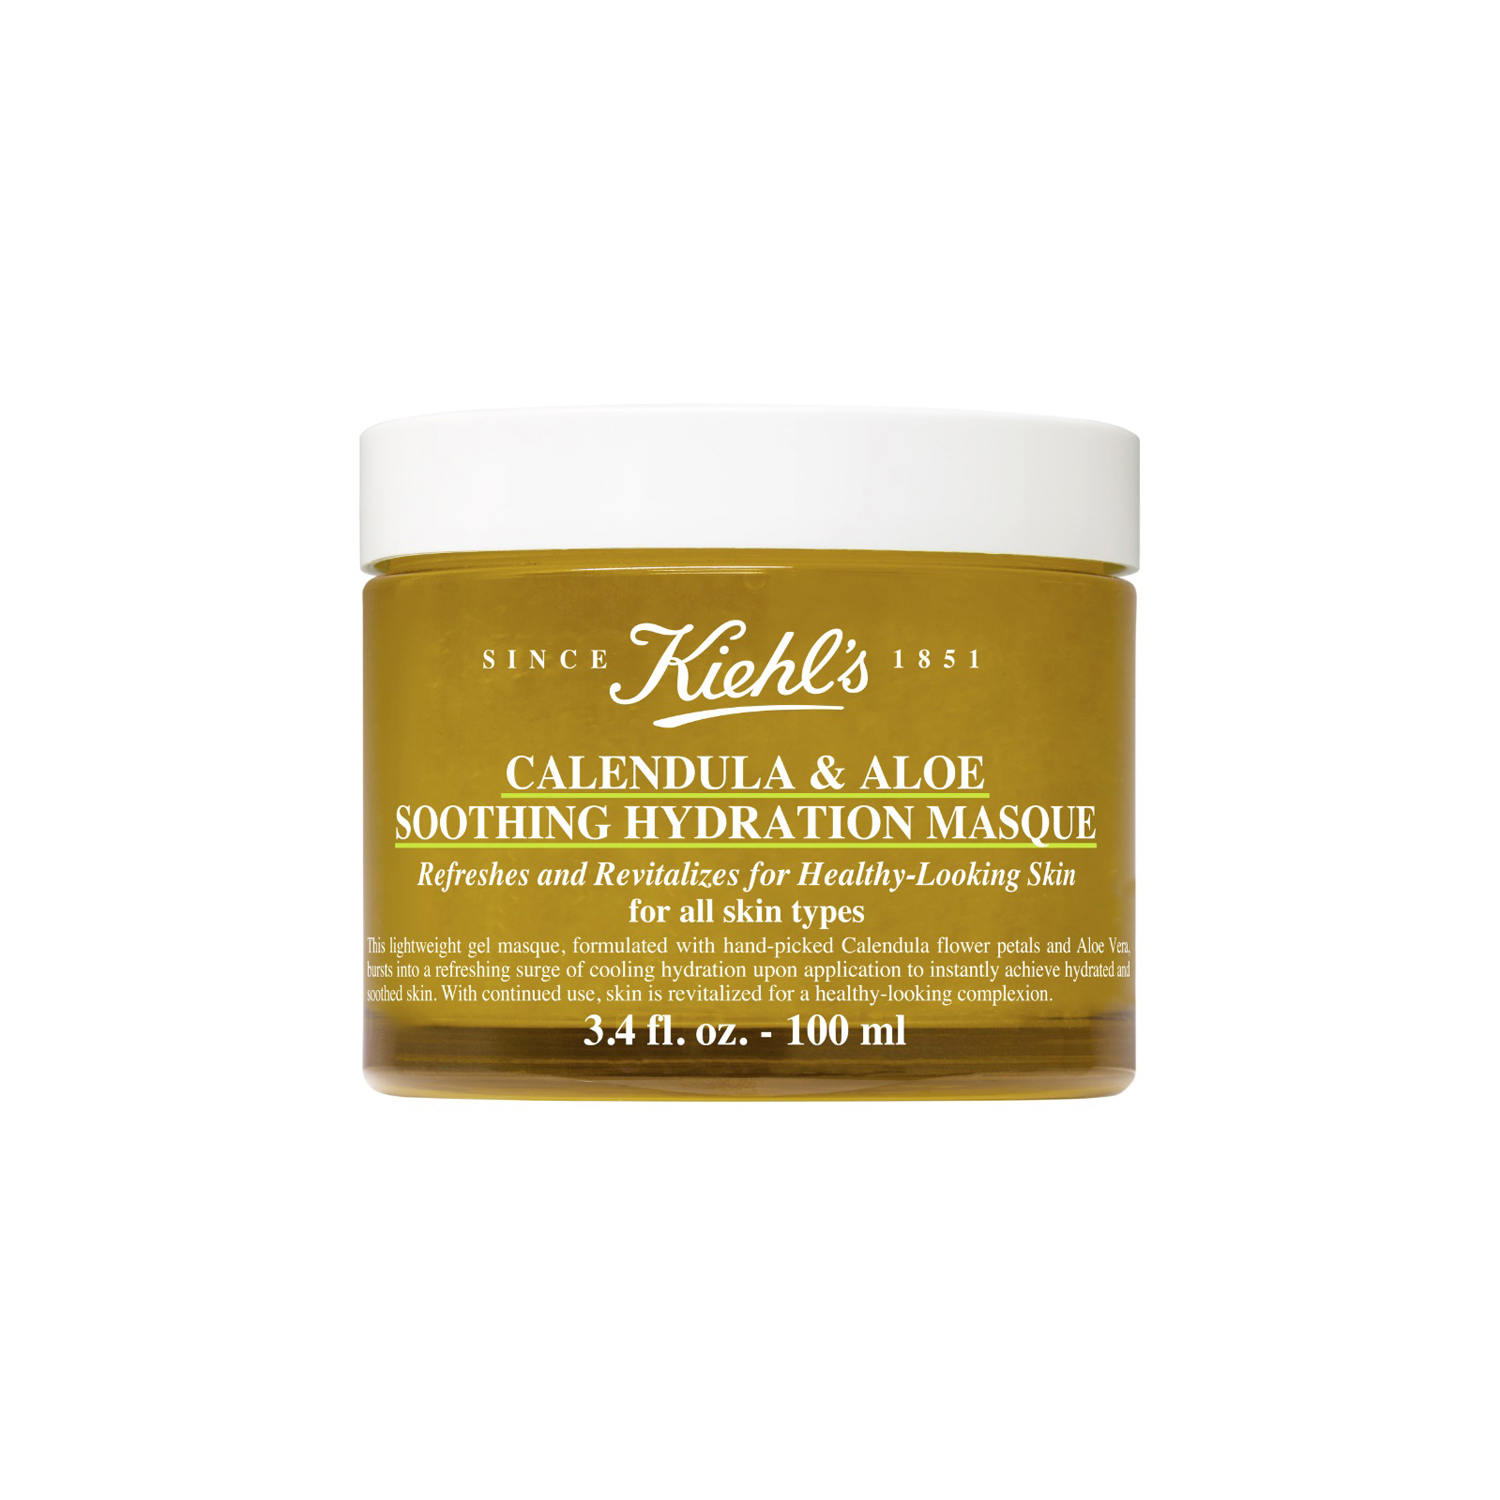 SINCE Kiehl's 1851
CALENDULA & ALOE
SOOTHING HYDRATION MASQUE
Refreshes and Revitalizes for Healthy-Looking Skin
for all skin types
This lightweight gel masque, formulated with hand-picked Calendula flower petals and Aloe Vera,
bursts into a refreshing surge of cooling hydration upon application to instantly achieve hydrated and
soothed skin. With continued use, skin is revitalized for a healthy-looking complexion.
3.4 fl. oz. - 100 ml